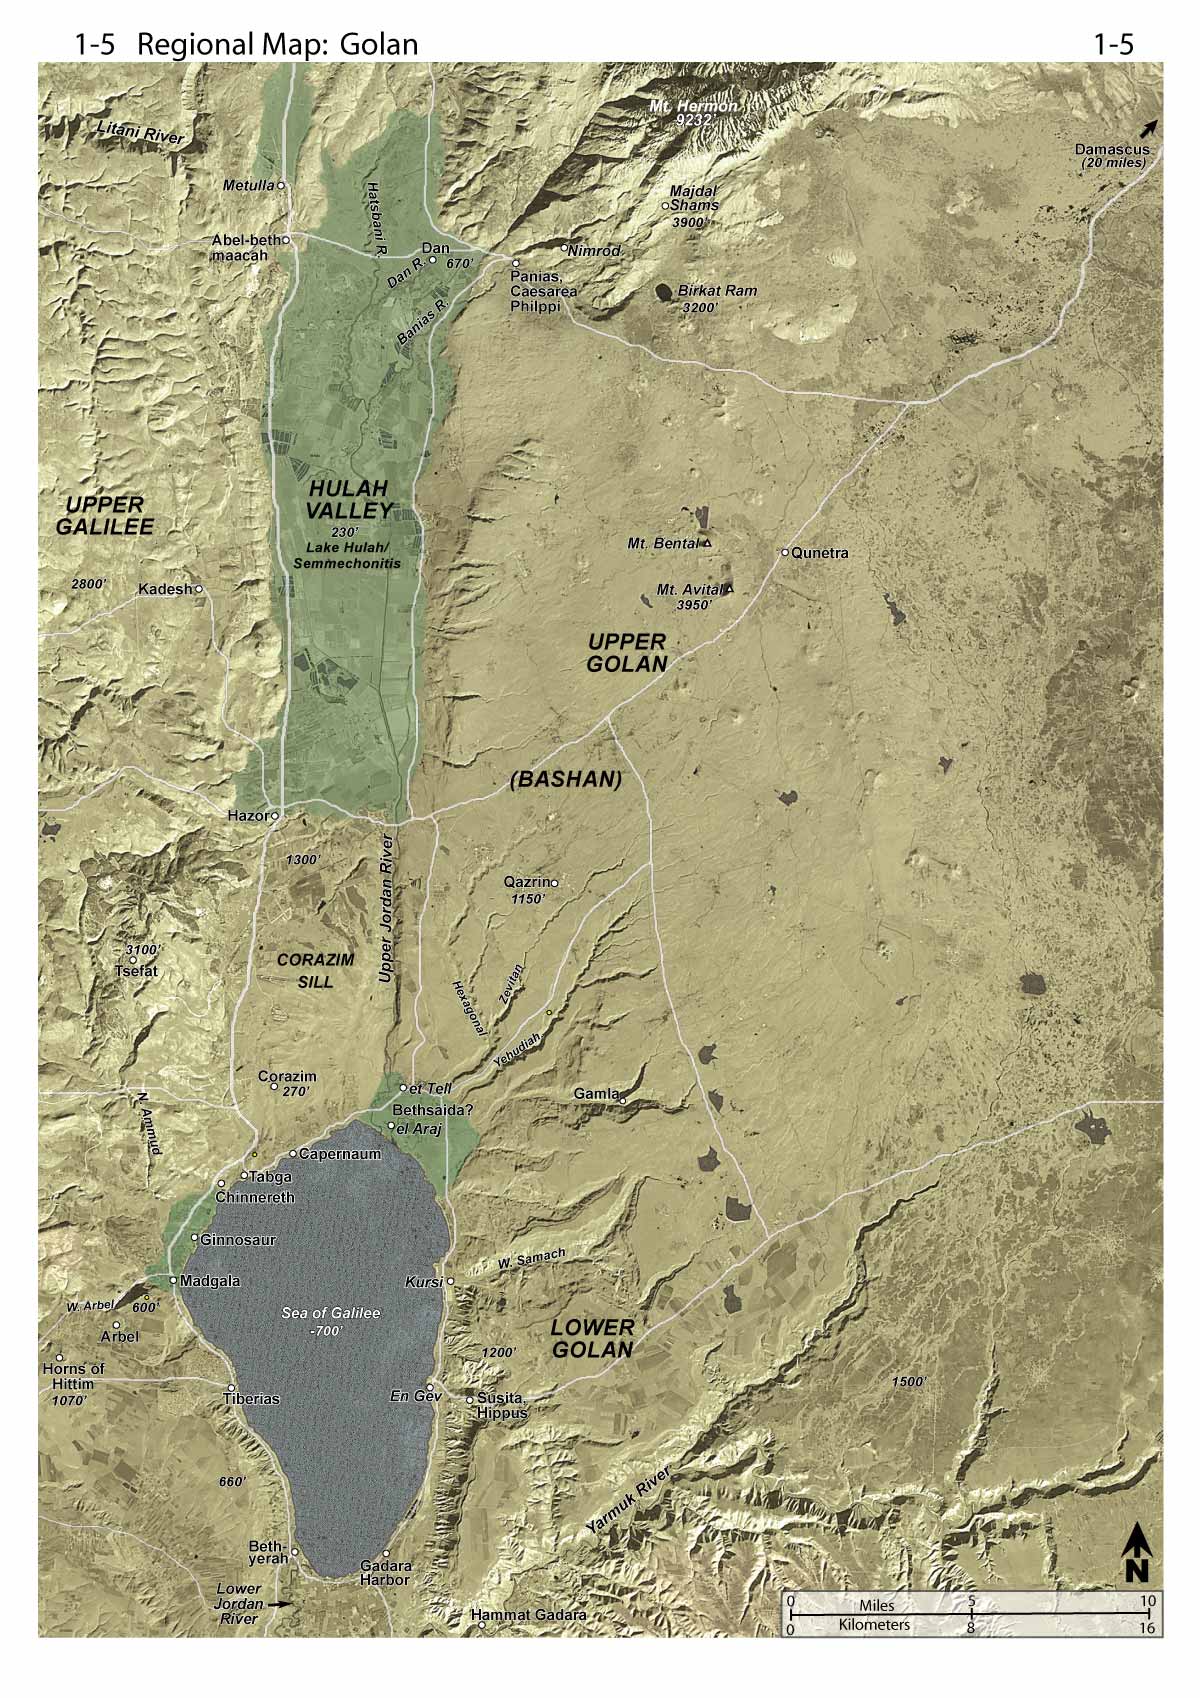 1-5 Regional Map: Golan
1-5
Mt. Hermon
9232'
Litani River
Damascus
(20 miles)
Metulla
Hatsbani R.
Majdal
Shams
3900'
Abel-beth
maacah
Dan
670'
Dan R.
Nimrod
Panias,
Caesarea
Philppi
Banias R.
Birkat Ram
3200'
UPPER
GALILEE
HULAH
VALLEY
230'
Lake Hulah/
Semmechonitis
Mt. Bental
Qunetra
2800'
Kadesh
Mt. Avital
3950'
UPPER
GOLAN
(BASHAN)
Hazor
1300'
Upper Jordan River
Qazrin
1150'
3100'
Tsefat
CORAZIM
SILL
Hexagonal
Zevitan
Yehudiah
Corazim
270'
et Tell
Gamla
N. Ammud
Bethsaida?
el Araj
Capernaum
Tabga
Chinnereth
Ginnosaur
W. Samach
Madgala
Kursi
W. Arbel
600'
Sea of Galilee
-700'
Arbel
LOWER
GOLAN
1200'
Horns of
Hittim
1070'
Tiberias
En Gev
Susita,
Hippus
1500'
660'
Yarmuk River
Beth-
yerah
Gadara
Harbor
Lower
Jordan
River
Hammat Gadara
N
0 5 10
Miles
Kilometers
0 8 16